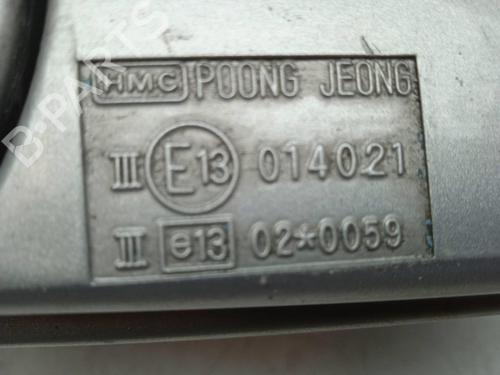 HMC POONG JEONG
III E13 014021
III e13 02*0059
B-PARTS